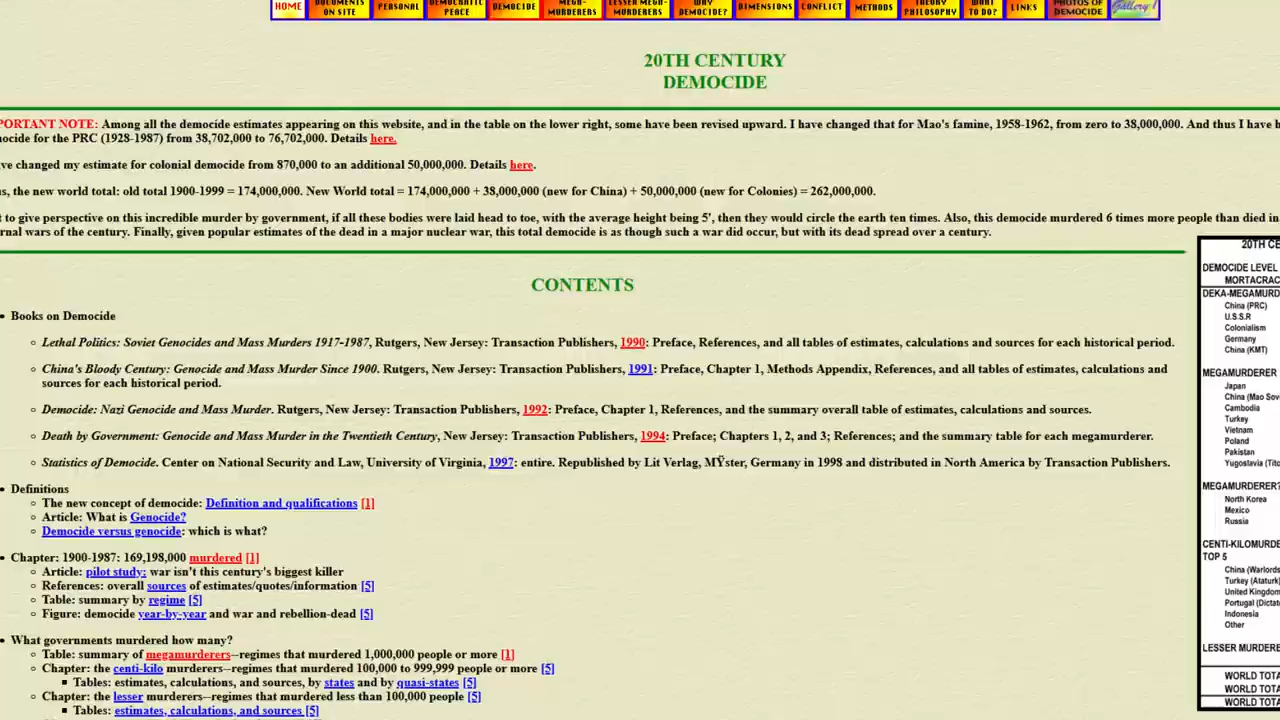 HOME
DOCUMENTS ON SITE
PERSONAL
DEMOCRATIC PEACE
DEMOCIDE
MEGA-MURDERERS
LESSER MEGA-MURDERERS
WHY DEMOCIDE?
DIMENSIONS
CONFLICT
METHODS
THEORY PHILOSOPHY
WANT TO DO?
LINKS
PHOTOS OF DEMOCIDE
Gallery!
20TH CENTURY
DEMOCIDE
PORTANT NOTE: Among all the democide estimates appearing on this website, and in the table on the lower right, some have been revised upward. I have changed that for Mao's famine, 1958-1962, from zero to 38,000,000. And thus I have h
ocide for the PRC (1928-1987) from 38,702,000 to 76,702,000. Details here.
ve changed my estimate for colonial democide from 870,000 to an additional 50,000,000. Details here.
s, the new world total: old total 1900-1999 = 174,000,000. New World total = 174,000,000 + 38,000,000 (new for China) + 50,000,000 (new for Colonies) = 262,000,000.
t to give perspective on this incredible murder by government, if all these bodies were laid head to toe, with the average height being 5', then they would circle the earth ten times. Also, this democide murdered 6 times more people than died in
rnal wars of the century. Finally, given popular estimates of the dead in a major nuclear war, this total democide is as though such a war did occur, but with its dead spread over a century.
CONTENTS
Books on Democide
Lethal Politics: Soviet Genocides and Mass Murders 1917-1987, Rutgers, New Jersey: Transaction Publishers, 1990: Preface, References, and all tables of estimates, calculations and sources for each historical period.
China's Bloody Century: Genocide and Mass Murder Since 1900. Rutgers, New Jersey: Transaction Publishers, 1991: Preface, Chapter 1, Methods Appendix, References, and all tables of estimates, calculations and
sources for each historical period.
Democide: Nazi Genocide and Mass Murder. Rutgers, New Jersey: Transaction Publishers, 1992: Preface, Chapter 1, References, and the summary overall table of estimates, calculations and sources.
Death by Government: Genocide and Mass Murder in the Twentieth Century, New Jersey: Transaction Publishers, 1994: Preface; Chapters 1, 2, and 3; References; and the summary table for each megamurderer.
Statistics of Democide. Center on National Security and Law, University of Virginia, 1997: entire. Republished by Lit Verlag, MŸster, Germany in 1998 and distributed in North America by Transaction Publishers.
Definitions
The new concept of democide: Definition and qualifications [1]
Article: What is Genocide?
Democide versus genocide: which is what?
Chapter: 1900-1987: 169,198,000 murdered [1]
Article: pilot study: war isn't this century's biggest killer
References: overall sources of estimates/quotes/information [5]
Table: summary by regime [5]
Figure: democide year-by-year and war and rebellion-dead [5]
What governments murdered how many?
Table: summary of megamurderers--regimes that murdered 1,000,000 people or more [1]
Chapter: the centi-kilo murderers--regimes that murdered 100,000 to 999,999 people or more [5]
Tables: estimates, calculations, and sources, by states and by quasi-states [5]
Chapter: the lesser murderers--regimes that murdered less than 100,000 people [5]
Tables: estimates, calculations, and sources [5]
20TH CE
DEMOCIDE LEVEL
MORTACRAC
DEKA-MEGAMURD
China (PRC)
U.S.S.R
Colonialism
Germany
China (KMT)
MEGAMURDERER
Japan
China (Mao Sov
Cambodia
Turkey
Vietnam
Poland
Pakistan
Yugoslavia (Tito
MEGAMURDERER?
North Korea
Mexico
Russia
CENTI-KILOMURDE
TOP 5
China (Warlords
Turkey (Ataturk)
United Kingdom
Portugal (Dictat
Indonesia
Other
LESSER MURDERE
WORLD TOTA
WORLD TOTA
WORLD TOTA